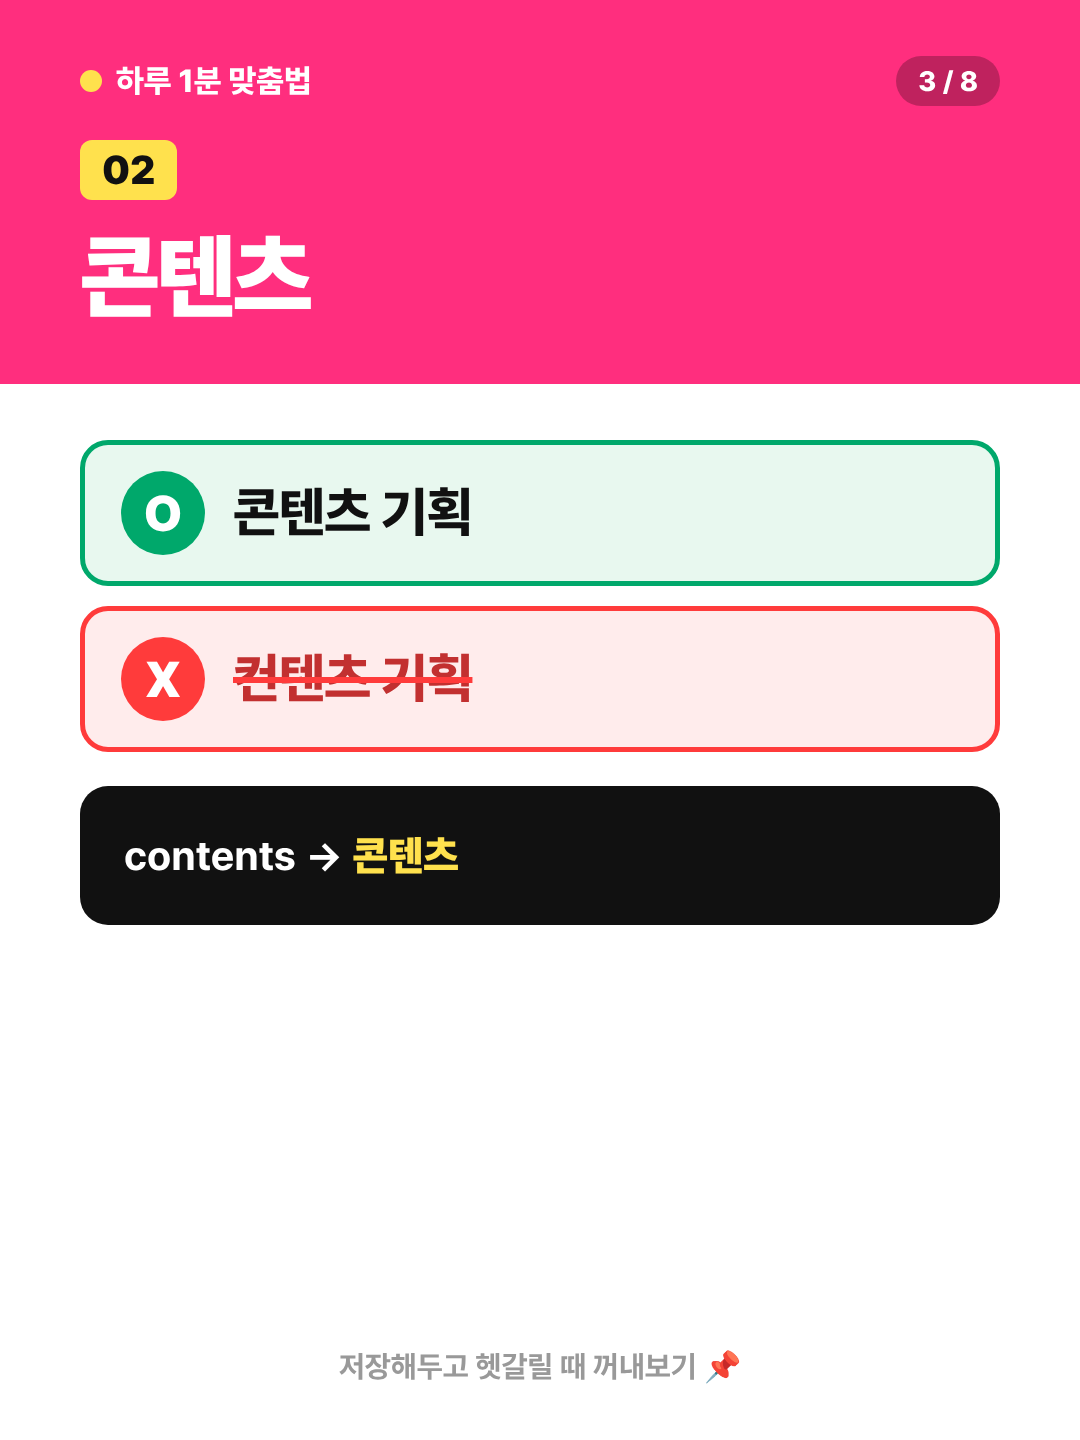 하루 1분 맞춤법
3 / 8
02
콘텐츠
O 콘텐츠 기획
X 컨텐츠 기획
contents → 콘텐츠
저장해두고 헷갈릴 때 꺼내보기 📌